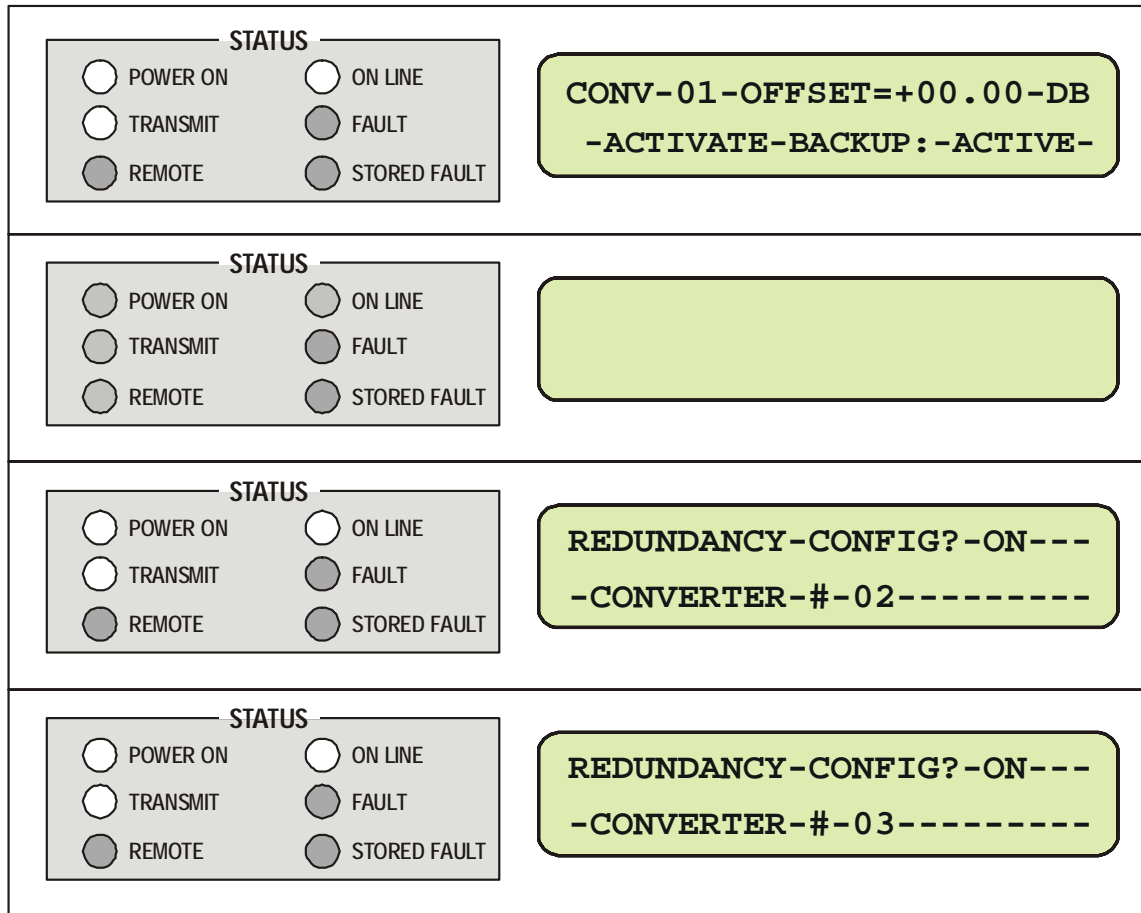 STATUS
POWER ON ON LINE
TRANSMIT FAULT
REMOTE STORED FAULT
CONV-01-OFFSET=+00.00-DB
-ACTIVATE-BACKUP:-ACTIVE-
STATUS
POWER ON ON LINE
TRANSMIT FAULT
REMOTE STORED FAULT
STATUS
POWER ON ON LINE
TRANSMIT FAULT
REMOTE STORED FAULT
REDUNDANCY-CONFIG?-ON---
-CONVERTER-#-02---------
STATUS
POWER ON ON LINE
TRANSMIT FAULT
REMOTE STORED FAULT
REDUNDANCY-CONFIG?-ON---
-CONVERTER-#-03---------